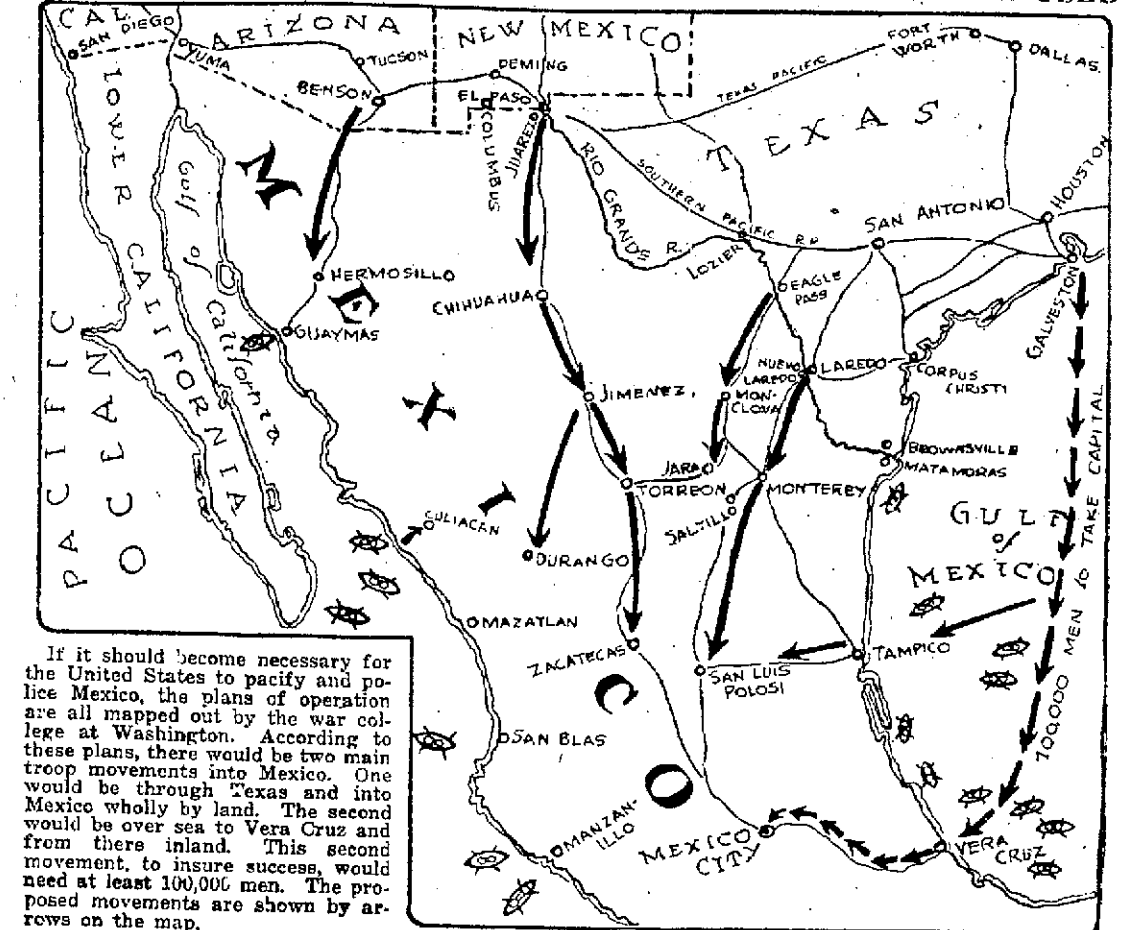 CAL
SAN DIEGO
YUMA
ARIZONA
TUCSON
BENSON
NEW MEXICO
DEMING
EL PASO
COLUMBUS
JUAREZ
FORT
WORTH
DALLAS.
TEXAS PACIFIC
TEXAS
HOUSTON
SOUTHERN PACIFIC R.R
RIO GRANDE R.
LOZIER
SAN ANTONIO
GALVESTON
LOWER CALIFORNIA
Gulf of California
PACIFIC
OCEAN
MEXICO
HERMOSILLO
GUAYMAS
CHIHUAHUA
EAGLE
PASS
NUEVO
LAREDO
LAREDO
CORPUS
CHRISTI
JIMENEZ,
MON-
CLOVA
BROWNSVILLE
MATAMORAS
JARA
TORREON
MONTEREY
SALTILLO
CULIACAN
DURANGO
GULF
of
MEXICO
100,000 MEN to TAKE CAPITAL
MAZATLAN
ZACATECAS
SAN LUIS
POLOSI
TAMPICO
SAN BLAS
MANZAN-
ILLO
MEXICO
CITY
VERA
CRUZ
If it should become necessary for
the United States to pacify and po-
lice Mexico, the plans of operation
are all mapped out by the war col-
lege at Washington. According to
these plans, there would be two main
troop movements into Mexico. One
would be through Texas and into
Mexico wholly by land. The second
would be over sea to Vera Cruz and
from there inland. This second
movement, to insure success, would
need at least 100,000 men. The pro-
posed movements are shown by ar-
rows on the map.